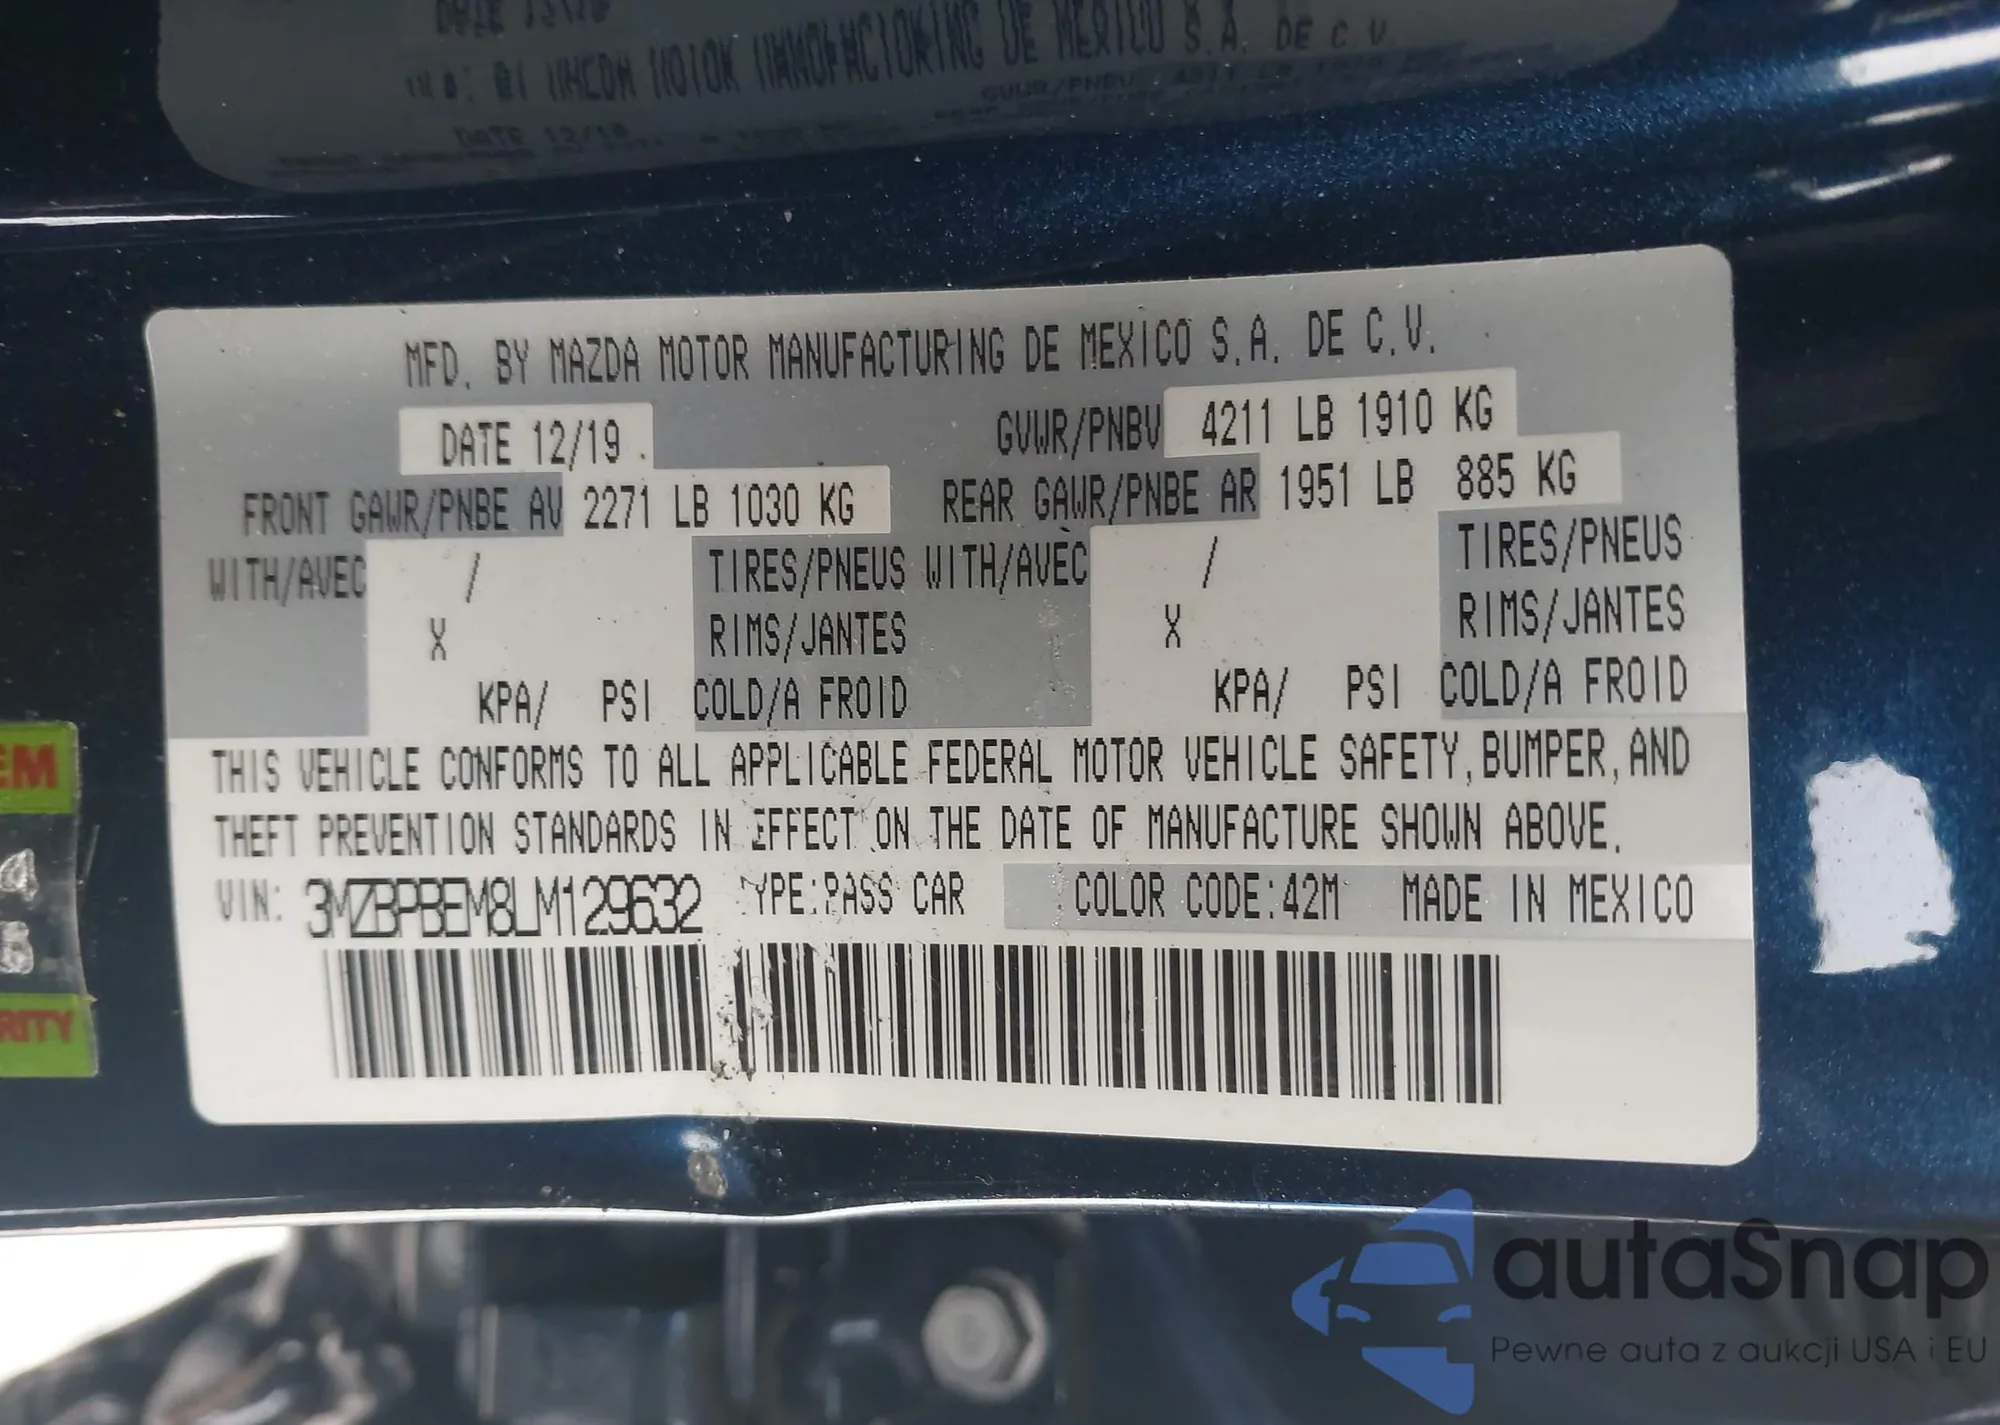 MFD. BY MAZDA MOTOR MANUFACTURING DE MEXICO S.A. DE C.V.
DATE 12/19
GVWR/PNBV 4211 LB 1910 KG
FRONT GAWR/PNBE AV 2271 LB 1030 KG
REAR GAWR/PNBE AR 1951 LB 885 KG
WITH/AVEC / TIRES/PNEUS WITH/AVEC / TIRES/PNEUS
X RIMS/JANTES X RIMS/JANTES
KPA/ PSI COLD/A FROID KPA/ PSI COLD/A FROID
THIS VEHICLE CONFORMS TO ALL APPLICABLE FEDERAL MOTOR VEHICLE SAFETY, BUMPER, AND
THEFT PREVENTION STANDARDS IN EFFECT ON THE DATE OF MANUFACTURE SHOWN ABOVE.
VIN: 3MZBPBEM8LM129632 TYPE:PASS CAR COLOR CODE:42M MADE IN MEXICO
EM
RITY
autaSnap
Pewne auta z aukcji USA i EU